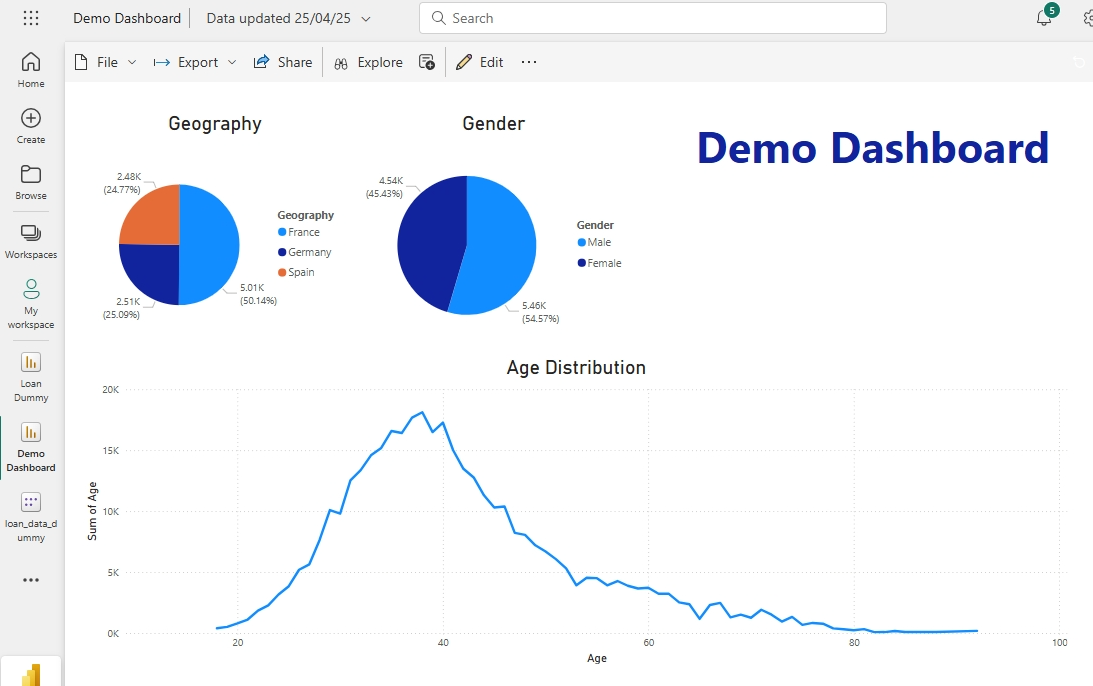 Demo Dashboard
Data updated 25/04/25
Search
5
Home
Create
Browse
Workspaces
My
workspace
Loan
Dummy
Demo
Dashboard
loan_data_d
ummy
File
Export
Share
Explore
Edit
Geography
2.48K
(24.77%)
2.51K
(25.09%)
5.01K
(50.14%)
Geography
France
Germany
Spain
Gender
4.54K
(45.43%)
5.46K
(54.57%)
Gender
Male
Female
Demo Dashboard
Age Distribution
Sum of Age
20K
15K
10K
5K
0K
20
40
60
80
100
Age